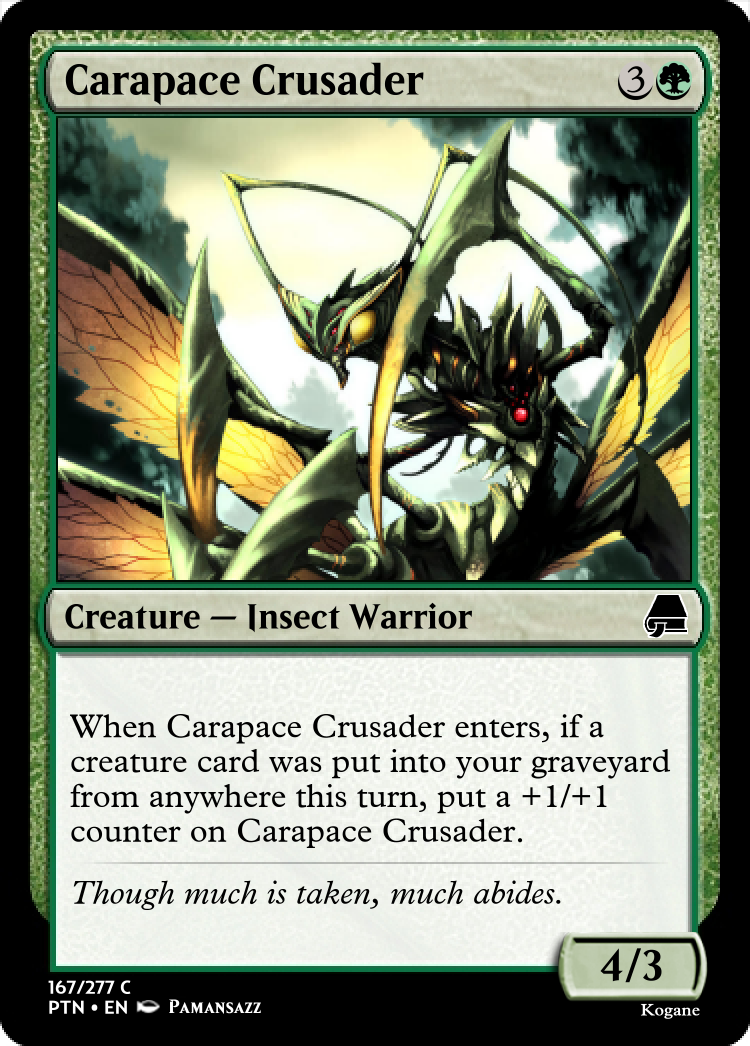 Carapace Crusader 3
Creature — Insect Warrior
When Carapace Crusader enters, if a
creature card was put into your graveyard
from anywhere this turn, put a +1/+1
counter on Carapace Crusader.
Though much is taken, much abides.
4/3
167/277 C
PTN • EN Pamansazz
Kogane